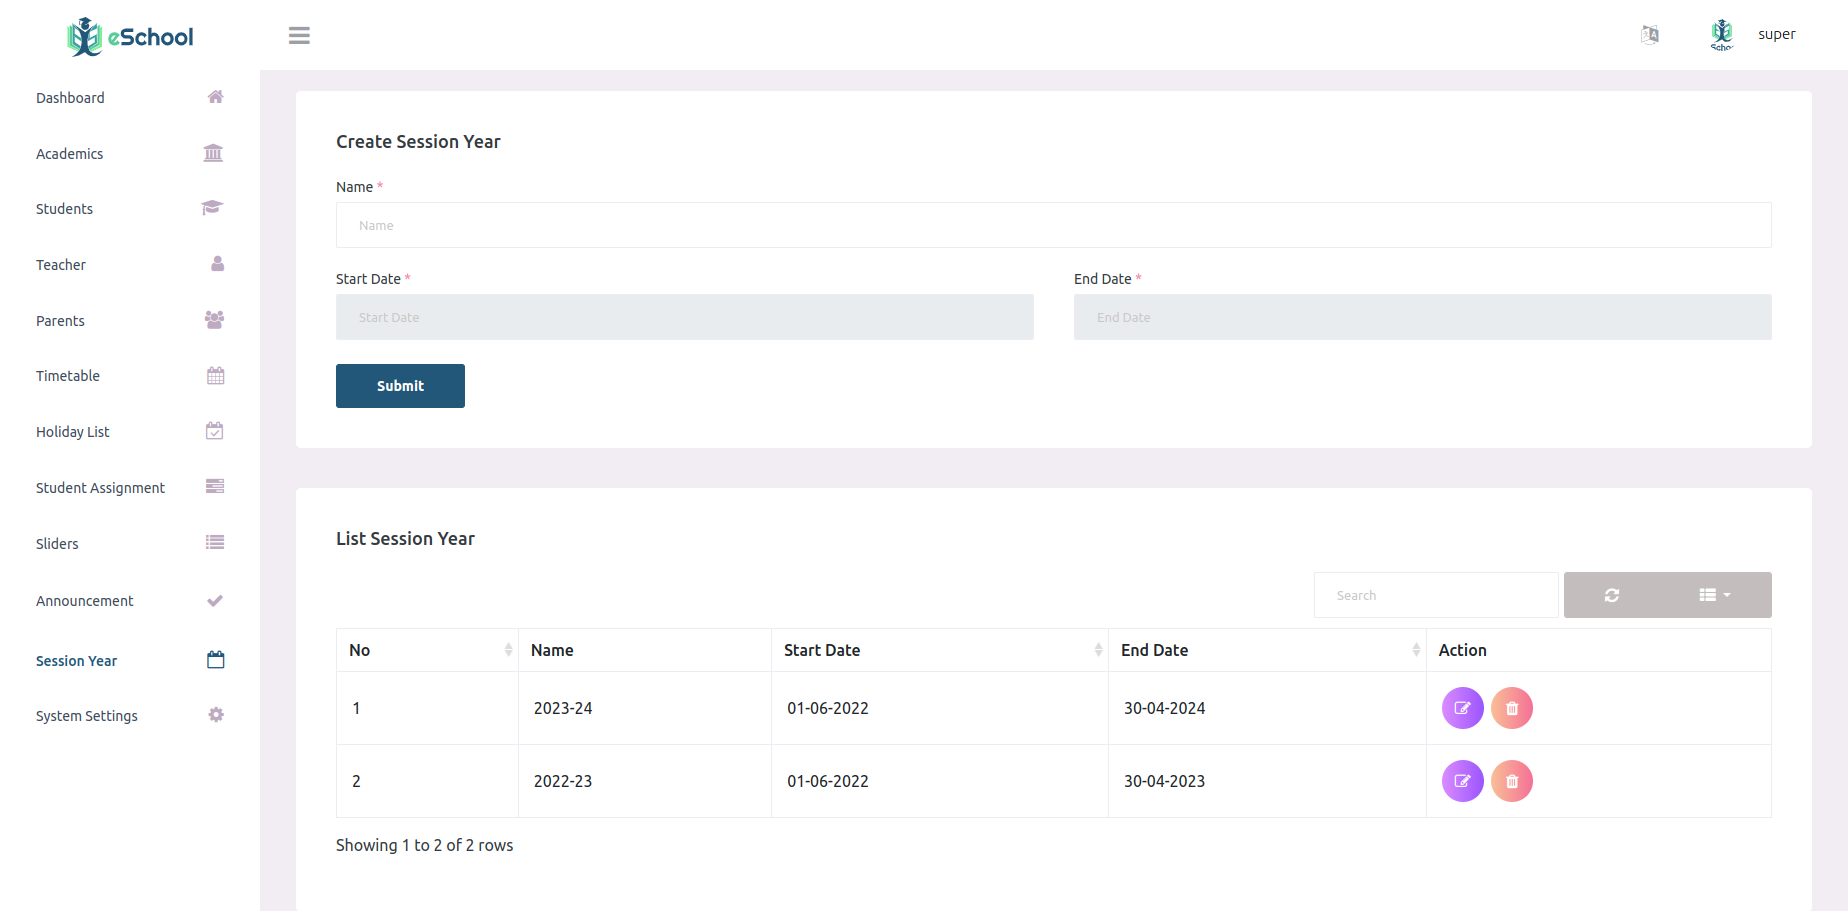 eSchool
super
Dashboard
Academics
Students
Teacher
Parents
Timetable
Holiday List
Student Assignment
Sliders
Announcement
Session Year
System Settings
Create Session Year
Name *
Name
Start Date * End Date *
Start Date End Date
Submit
List Session Year
Search
No Name Start Date End Date Action
1 2023-24 01-06-2022 30-04-2024
2 2022-23 01-06-2022 30-04-2023
Showing 1 to 2 of 2 rows